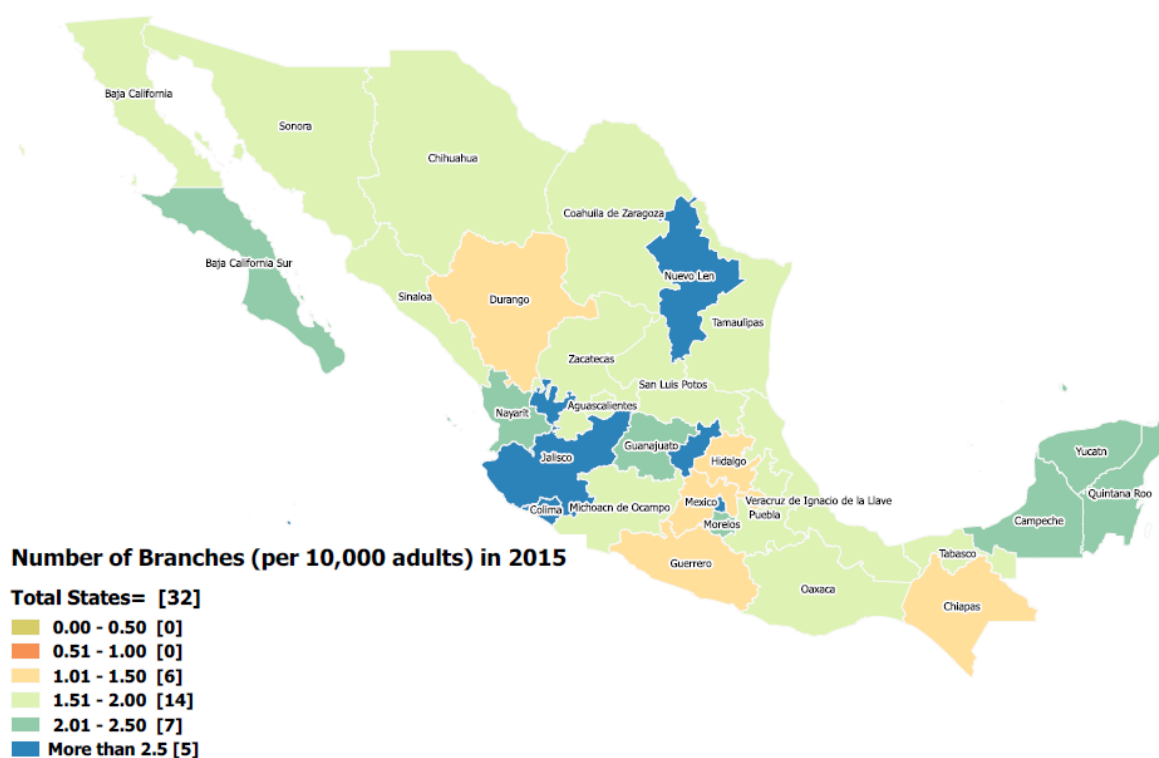 Baja California
Sonora
Chihuahua
Coahuila de Zaragoza
Baja California Sur
Nuevo Len
Sinaloa
Durango
Tamaulipas
Zacatecas
San Luis Potos
Aguascalientes
Nayarit
Guanajuato
Yucatn
Jalisco
Hidalgo
Quintana Roo
Mexico
Veracruz de Ignacio de la Llave
Colima
Michoacn de Ocampo
Puebla
Morelos
Campeche
Tabasco
Guerrero
Oaxaca
Chiapas
Number of Branches (per 10,000 adults) in 2015
Total States= [32]
0.00 - 0.50 [0]
0.51 - 1.00 [0]
1.01 - 1.50 [6]
1.51 - 2.00 [14]
2.01 - 2.50 [7]
More than 2.5 [5]